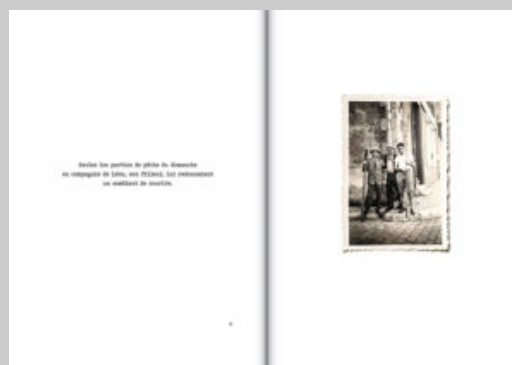 Seules les parties de pêche du dimanche
en compagnie de Léon, son filleul, lui redonnaient
un semblant de sourire.